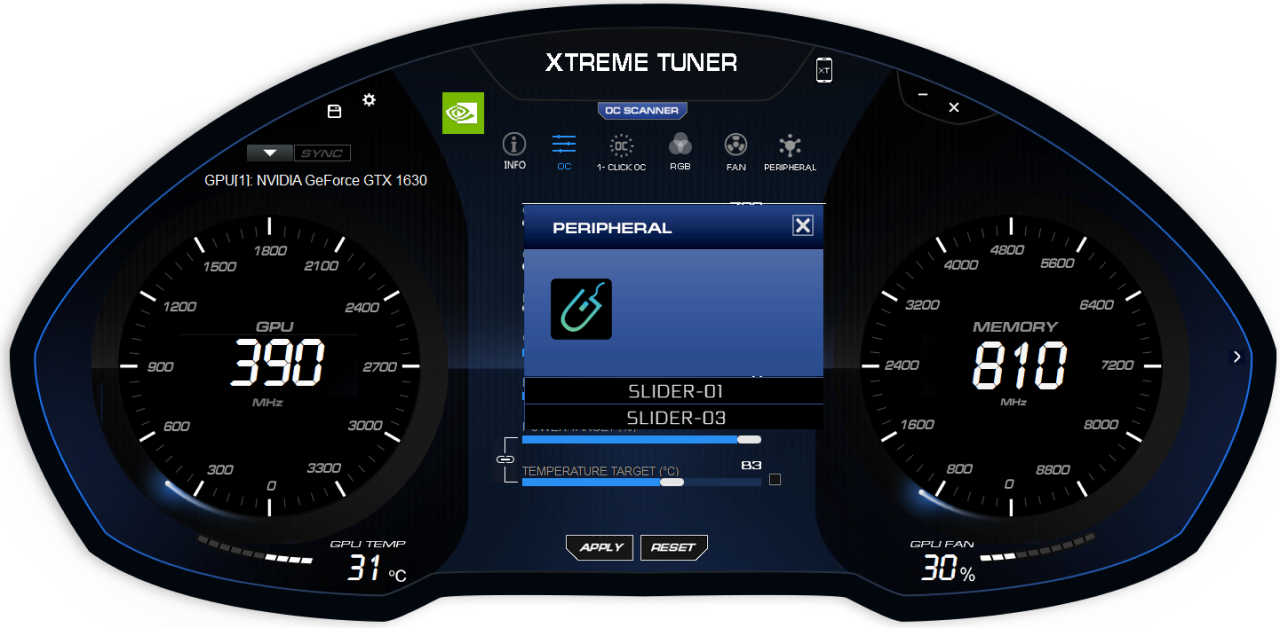 XTREME TUNER
XT
OC SCANNER
SYNC
GPU[1]: NVIDIA GeForce GTX 1630
INFO
OC
OC
1- CLICK OC
RGB
FAN
PERIPHERAL
PERIPHERAL
SLIDER-01
SLIDER-03
POWER TARGET (%)
TEMPERATURE TARGET (°C)
83
APPLY
RESET
0
300
600
900
1200
1500
1800
2100
2400
2700
3000
3300
GPU
390
MHz
GPU TEMP
31 °C
0
800
1600
2400
3200
4000
4800
5600
6400
7200
8000
8800
MEMORY
810
MHz
GPU FAN
30 %